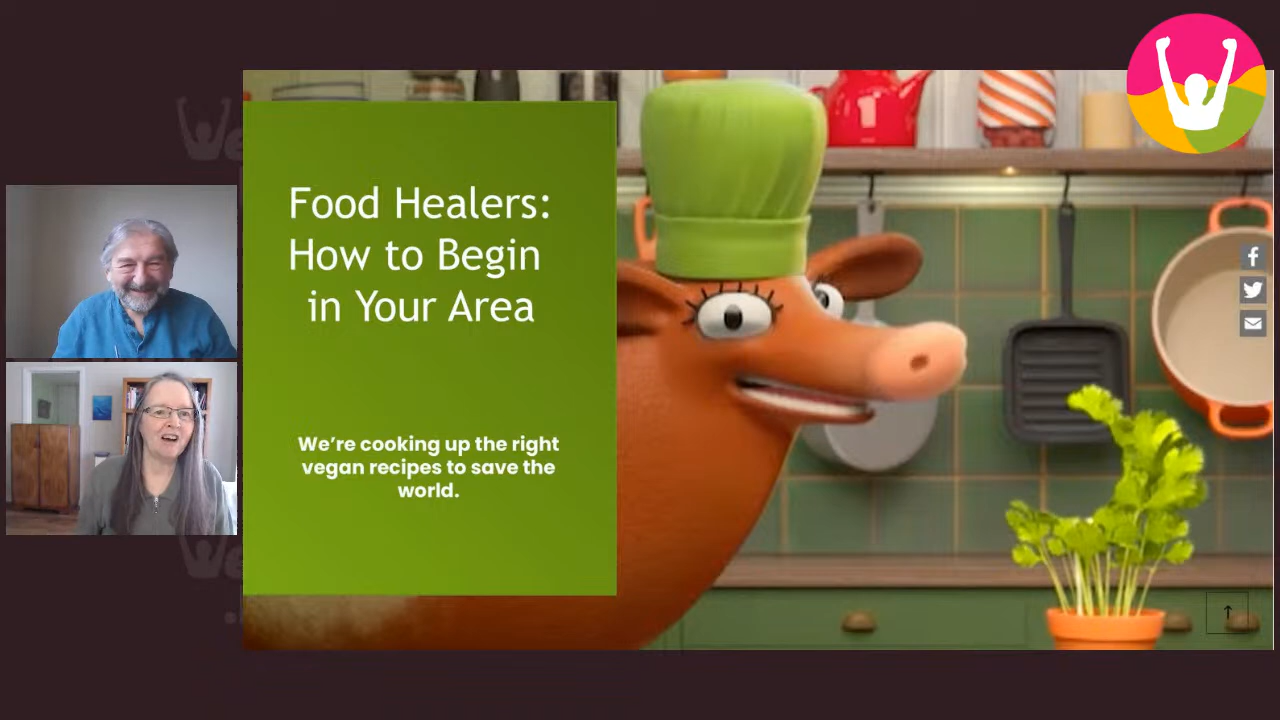 Food Healers:
How to Begin
in Your Area
We're cooking up the right
vegan recipes to save the
world.